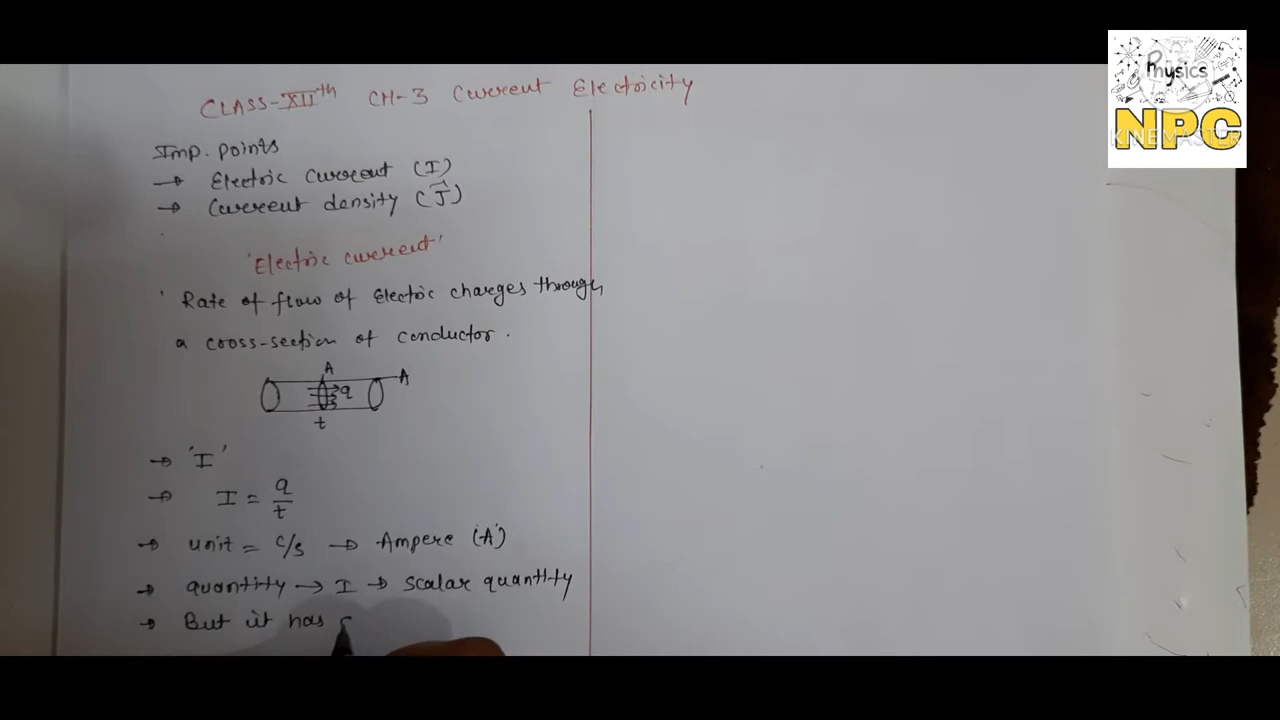 CLASS-XIIth CH-3 Current Electricity
Imp. points
→ Electric current (I)
→ Current density (J⃗)
'Electric current'
Rate of flow of Electric charges through
a cross-section of conductor.
A
A
q
t
→ 'I'
→ I = q/t
→ unit = C/s → Ampere (A)
→ quantity → I → scalar quantity
→ But it has
Physics
NPC
KINEMASTER